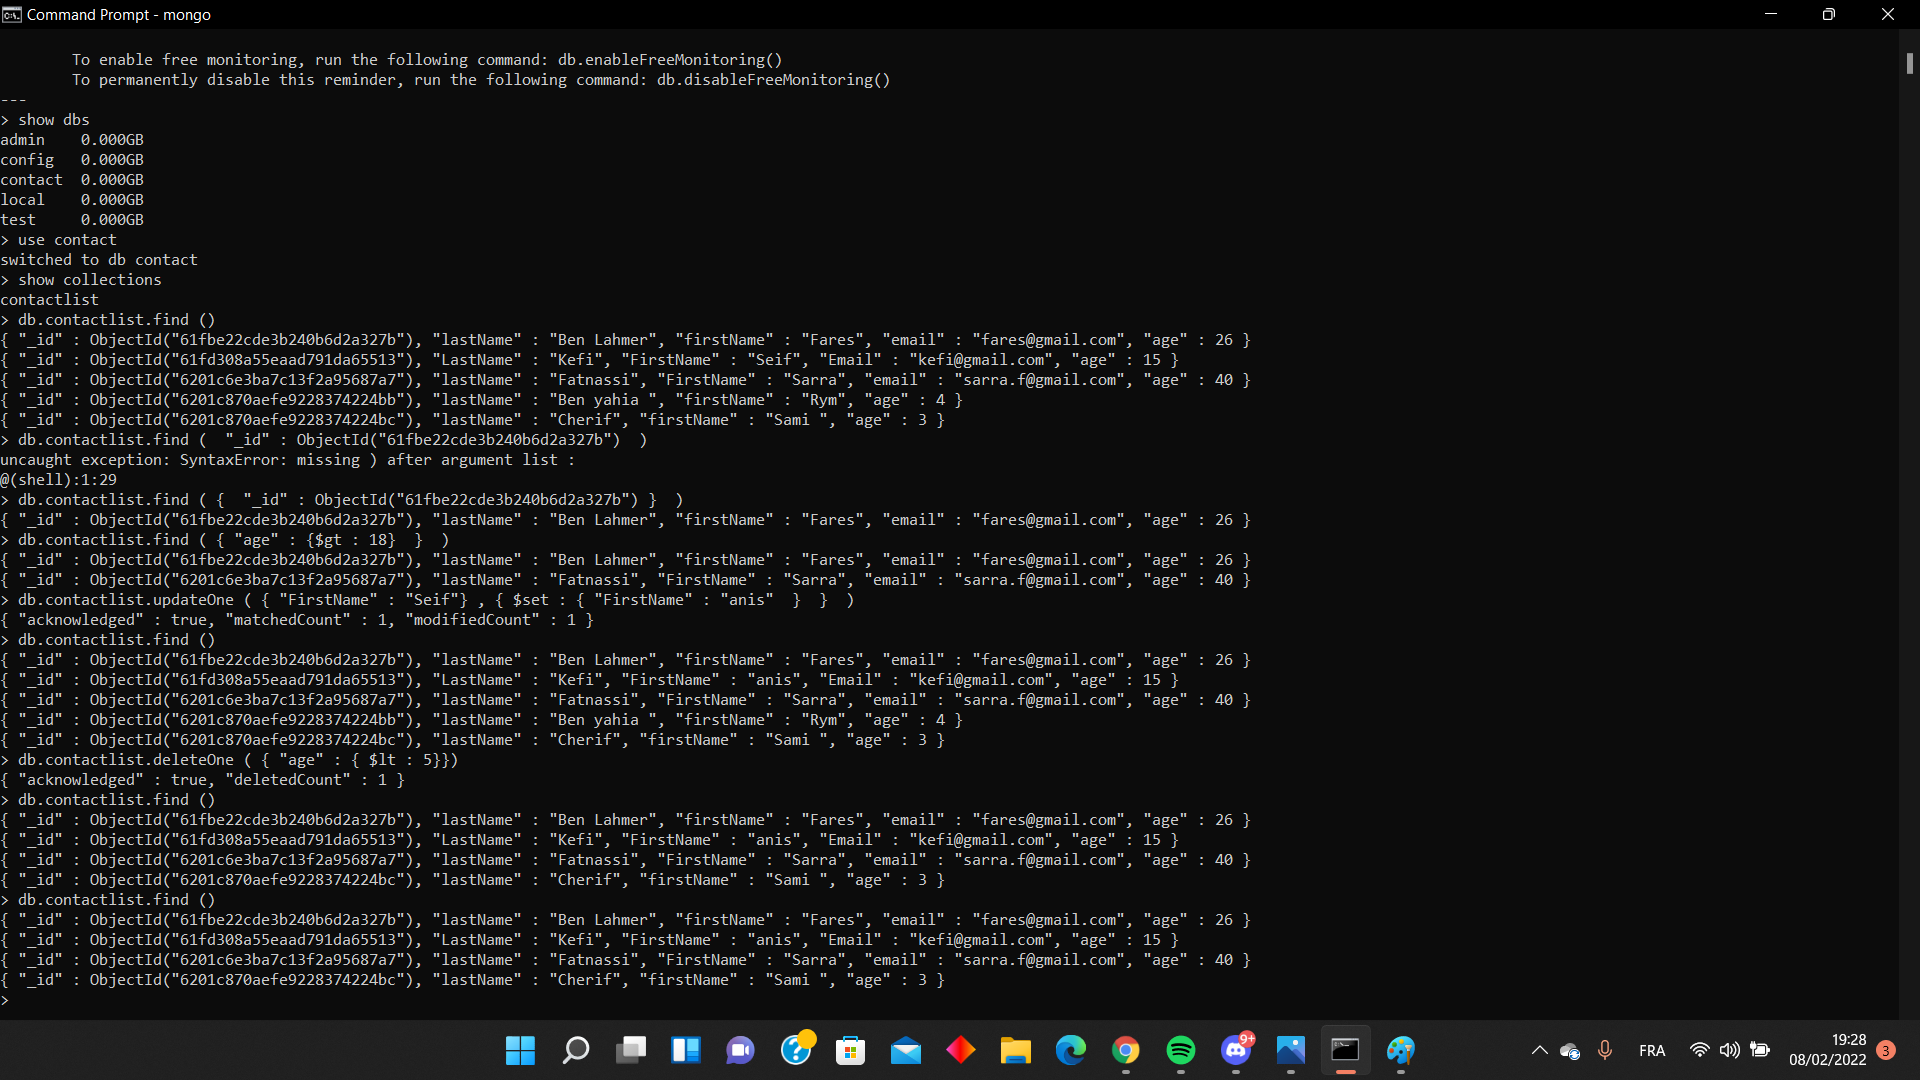 Command Prompt - mongo
To enable free monitoring, run the following command: db.enableFreeMonitoring()
To permanently disable this reminder, run the following command: db.disableFreeMonitoring()
---
> show dbs
admin    0.000GB
config   0.000GB
contact  0.000GB
local    0.000GB
test     0.000GB
> use contact
switched to db contact
> show collections
contactlist
> db.contactlist.find ()
{ "_id" : ObjectId("61fbe22cde3b240b6d2a327b"), "lastName" : "Ben Lahmer", "firstName" : "Fares", "email" : "fares@gmail.com", "age" : 26 }
{ "_id" : ObjectId("61fd308a55eaad791da65513"), "LastName" : "Kefi", "FirstName" : "Seif", "Email" : "kefi@gmail.com", "age" : 15 }
{ "_id" : ObjectId("6201c6e3ba7c13f2a95687a7"), "lastName" : "Fatnassi", "FirstName" : "Sarra", "email" : "sarra.f@gmail.com", "age" : 40 }
{ "_id" : ObjectId("6201c870aefe9228374224bb"), "lastName" : "Ben yahia ", "firstName" : "Rym", "age" : 4 }
{ "_id" : ObjectId("6201c870aefe9228374224bc"), "lastName" : "Cherif", "firstName" : "Sami ", "age" : 3 }
> db.contactlist.find (  "_id" : ObjectId("61fbe22cde3b240b6d2a327b")  )
uncaught exception: SyntaxError: missing ) after argument list :
@(shell):1:29
> db.contactlist.find ( {  "_id" : ObjectId("61fbe22cde3b240b6d2a327b") }  )
{ "_id" : ObjectId("61fbe22cde3b240b6d2a327b"), "lastName" : "Ben Lahmer", "firstName" : "Fares", "email" : "fares@gmail.com", "age" : 26 }
> db.contactlist.find ( { "age" : {$gt : 18}  }  )
{ "_id" : ObjectId("61fbe22cde3b240b6d2a327b"), "lastName" : "Ben Lahmer", "firstName" : "Fares", "email" : "fares@gmail.com", "age" : 26 }
{ "_id" : ObjectId("6201c6e3ba7c13f2a95687a7"), "lastName" : "Fatnassi", "FirstName" : "Sarra", "email" : "sarra.f@gmail.com", "age" : 40 }
> db.contactlist.updateOne ( { "FirstName" : "Seif"} , { $set : { "FirstName" : "anis"  }  }  )
{ "acknowledged" : true, "matchedCount" : 1, "modifiedCount" : 1 }
> db.contactlist.find ()
{ "_id" : ObjectId("61fbe22cde3b240b6d2a327b"), "lastName" : "Ben Lahmer", "firstName" : "Fares", "email" : "fares@gmail.com", "age" : 26 }
{ "_id" : ObjectId("61fd308a55eaad791da65513"), "LastName" : "Kefi", "FirstName" : "anis", "Email" : "kefi@gmail.com", "age" : 15 }
{ "_id" : ObjectId("6201c6e3ba7c13f2a95687a7"), "lastName" : "Fatnassi", "FirstName" : "Sarra", "email" : "sarra.f@gmail.com", "age" : 40 }
{ "_id" : ObjectId("6201c870aefe9228374224bb"), "lastName" : "Ben yahia ", "firstName" : "Rym", "age" : 4 }
{ "_id" : ObjectId("6201c870aefe9228374224bc"), "lastName" : "Cherif", "firstName" : "Sami ", "age" : 3 }
> db.contactlist.deleteOne ( { "age" : { $lt : 5}})
{ "acknowledged" : true, "deletedCount" : 1 }
> db.contactlist.find ()
{ "_id" : ObjectId("61fbe22cde3b240b6d2a327b"), "lastName" : "Ben Lahmer", "firstName" : "Fares", "email" : "fares@gmail.com", "age" : 26 }
{ "_id" : ObjectId("61fd308a55eaad791da65513"), "LastName" : "Kefi", "FirstName" : "anis", "Email" : "kefi@gmail.com", "age" : 15 }
{ "_id" : ObjectId("6201c6e3ba7c13f2a95687a7"), "lastName" : "Fatnassi", "FirstName" : "Sarra", "email" : "sarra.f@gmail.com", "age" : 40 }
{ "_id" : ObjectId("6201c870aefe9228374224bc"), "lastName" : "Cherif", "firstName" : "Sami ", "age" : 3 }
> db.contactlist.find ()
{ "_id" : ObjectId("61fbe22cde3b240b6d2a327b"), "lastName" : "Ben Lahmer", "firstName" : "Fares", "email" : "fares@gmail.com", "age" : 26 }
{ "_id" : ObjectId("61fd308a55eaad791da65513"), "LastName" : "Kefi", "FirstName" : "anis", "Email" : "kefi@gmail.com", "age" : 15 }
{ "_id" : ObjectId("6201c6e3ba7c13f2a95687a7"), "lastName" : "Fatnassi", "FirstName" : "Sarra", "email" : "sarra.f@gmail.com", "age" : 40 }
{ "_id" : ObjectId("6201c870aefe9228374224bc"), "lastName" : "Cherif", "firstName" : "Sami ", "age" : 3 }
>
9+
FRA
19:28
08/02/2022
3